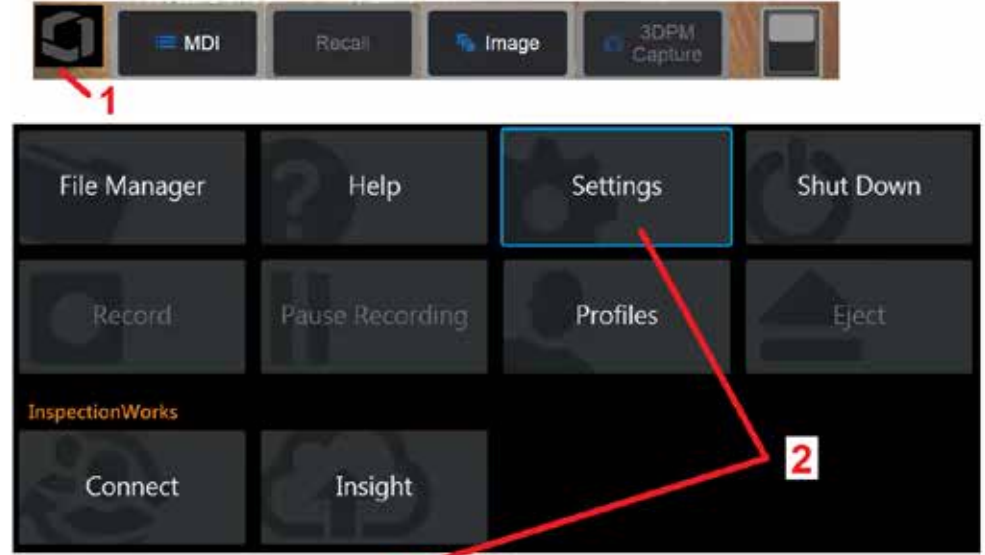 MDI Recall Image 3DPM
Capture
1
File Manager Help Settings Shut Down
Record Pause Recording Profiles Eject
InspectionWorks
Connect Insight
2